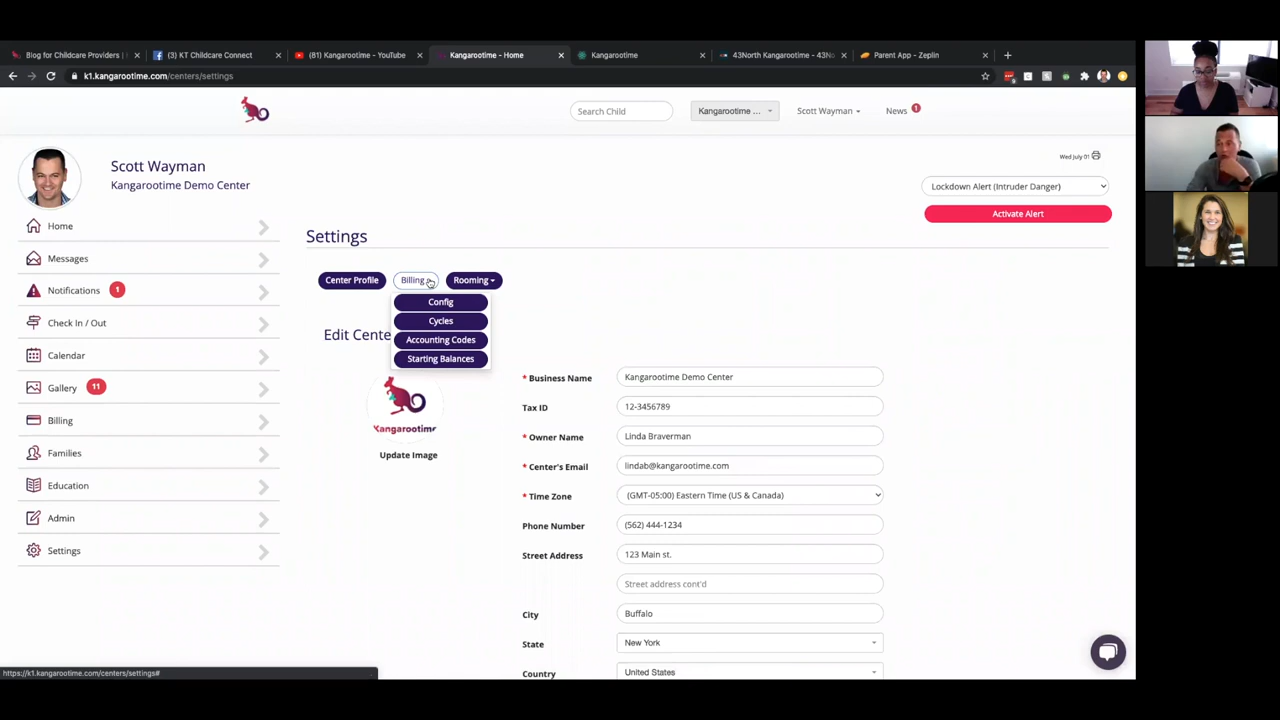 Blog for Childcare Providers |
(3) KT Childcare Connect
(81) Kangarootime - YouTube
Kangarootime - Home
Kangarootime
43North Kangarootime - 43No
Parent App - Zeplin
k1.kangarootime.com/centers/settings
Search Child
Kangarootime ...
Scott Wayman
News
1
Scott Wayman
Kangarootime Demo Center
Wed July 01
Lockdown Alert (Intruder Danger)
Activate Alert
Home
Messages
Notifications
1
Check In / Out
Calendar
Gallery
11
Billing
Families
Education
Admin
Settings
Settings
Center Profile
Billing
Rooming
Config
Cycles
Accounting Codes
Starting Balances
Edit Cente
Kangarootime
Update Image
* Business Name
Kangarootime Demo Center
Tax ID
12-3456789
* Owner Name
Linda Braverman
* Center's Email
lindab@kangarootime.com
* Time Zone
(GMT-05:00) Eastern Time (US & Canada)
Phone Number
(562) 444-1234
Street Address
123 Main st.
Street address cont'd
City
Buffalo
State
New York
Country
United States
https://k1.kangarootime.com/centers/settings#